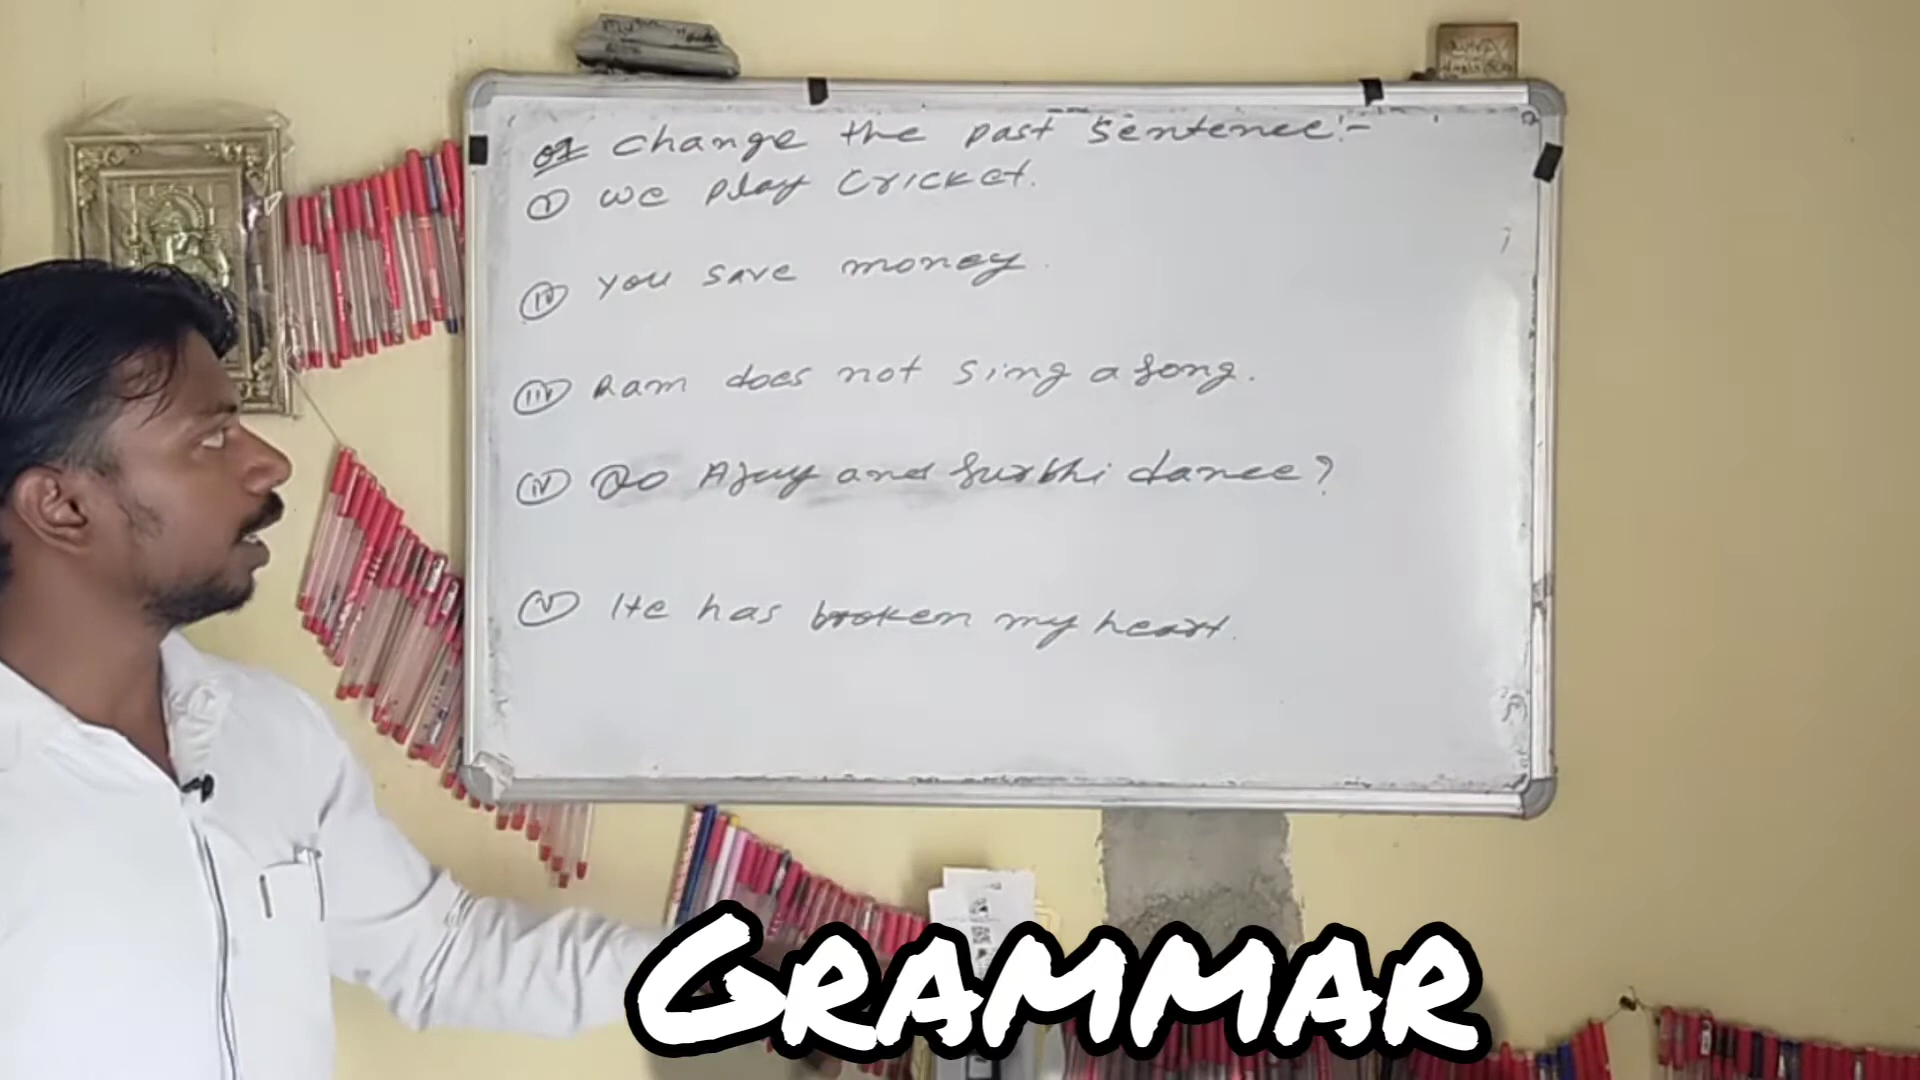 Change the past Sentence:-
(i) We play Cricket.
(ii) You save money.
(iii) Ram does not sing a song.
(iv) Do Ajay and Surbhi dance?
(v) He has broken my heart.
GRAMMAR